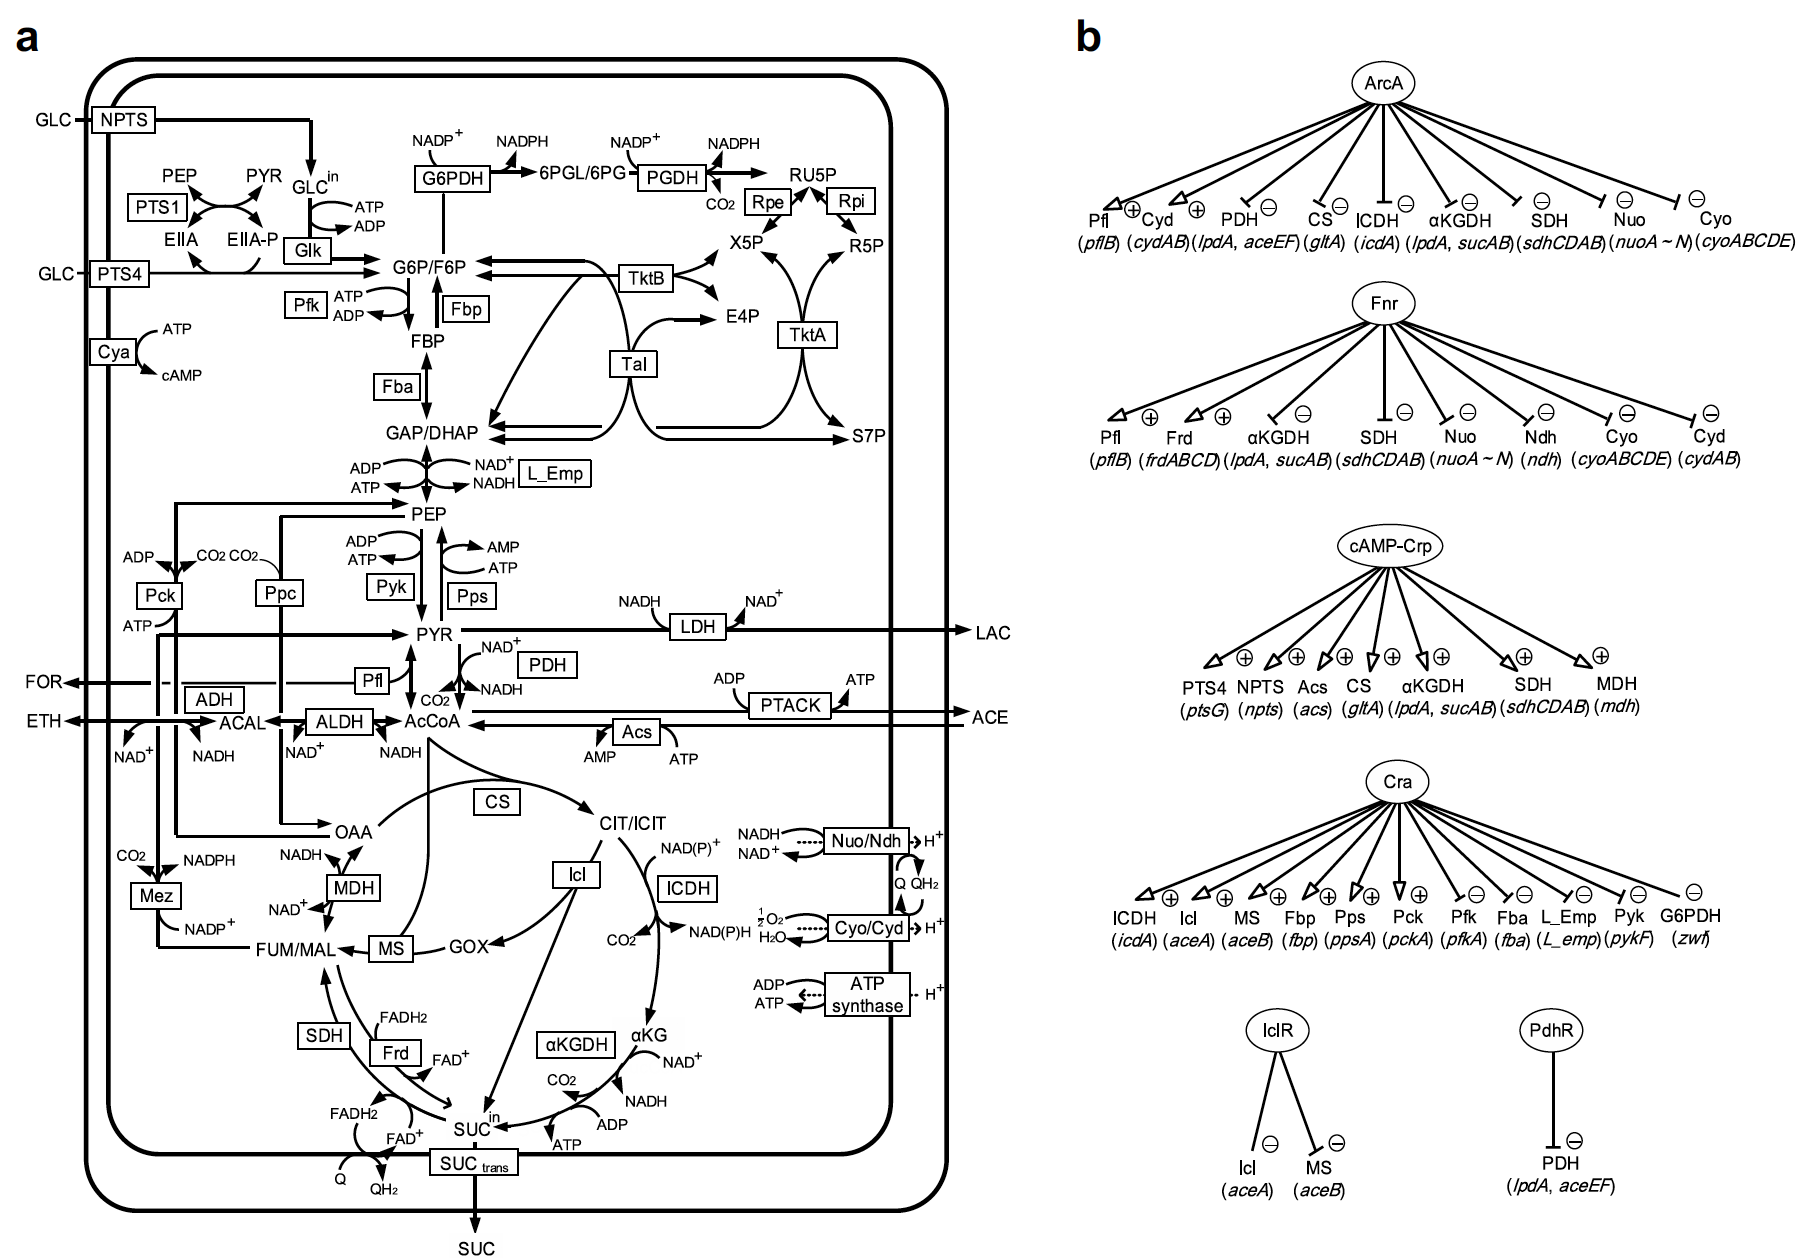 a
GLC
NPTS
PEP
PYR
GLCin
PTS1
ATP
ADP
EIIA
EIIA-P
Glk
GLC
PTS4
NADP+
NADPH
G6PDH
6PGL/6PG
NADP+
NADPH
PGDH
CO2
RU5P
Rpe
Rpi
X5P
R5P
G6P/F6P
TktB
Pfk
ATP
ADP
Fbp
E4P
FBP
TktA
Cya
ATP
cAMP
Tal
Fba
GAP/DHAP
S7P
ADP
ATP
NAD+
NADH
L_Emp
PEP
ADP
CO2
CO2
ADP
ATP
AMP
ATP
Pck
Ppc
Pyk
Pps
ATP
PYR
NADH
NAD+
LDH
LAC
NAD+
PDH
FOR
Pfl
NADH
CO2
ADH
ADP
ATP
PTACK
ETH
ACAL
ALDH
AcCoA
ACE
Acs
NAD+
NADH
NAD+
NADH
AMP
ATP
CS
OAA
CIT/ICIT
NADH
NAD(P)+
NADH
NAD+
Nuo/Ndh
H+
CO2
NADPH
Icl
ICDH
Q
QH2
Mez
MDH
NAD+
NADP+
CO2
NAD(P)H
½O2
H2O
Cyo/Cyd
H+
FUM/MAL
MS
GOX
ADP
ATP
ATP
synthase
H+
FADH2
SDH
Frd
FAD+
αKGDH
αKG
NAD+
CO2
NADH
FADH2
FAD+
SUCin
ADP
ATP
Q
QH2
SUC trans
SUC
b
ArcA
+ + − − − − − − −
Pfl Cyd PDH CS ICDH αKGDH SDH Nuo Cyo
(pflB) (cydAB) (lpdA, aceEF) (gltA) (icdA) (lpdA, sucAB) (sdhCDAB) (nuoA ~ N) (cyoABCDE)
Fnr
+ + − − − − − −
Pfl Frd αKGDH SDH Nuo Ndh Cyo Cyd
(pflB) (frdABCD) (lpdA, sucAB) (sdhCDAB) (nuoA ~ N) (ndh) (cyoABCDE) (cydAB)
cAMP-Crp
+ + + + + + +
PTS4 NPTS Acs CS αKGDH SDH MDH
(ptsG) (npts) (acs) (gltA) (lpdA, sucAB) (sdhCDAB) (mdh)
Cra
+ + + + + + − − − − −
ICDH Icl MS Fbp Pps Pck Pfk Fba L_Emp Pyk G6PDH
(icdA) (aceA) (aceB) (fbp) (ppsA) (pckA) (pfkA) (fba) (L_emp) (pykF) (zwf)
IclR
− −
Icl MS
(aceA) (aceB)
PdhR
−
PDH
(lpdA, aceEF)